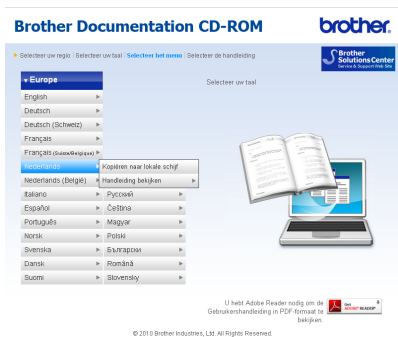 Brother Documentation CD-ROM
brother.
Selecteer uw regio | Selecteer uw taal | Selecteer het menu | Selecteer de handleiding
Brother
SolutionsCenter
Service & Support Web Site
Europe
Selecteer uw taal
English
Deutsch
Deutsch (Schweiz)
Français
Français (Suisse/Belgique)
Nederlands
Kopiëren naar lokale schijf
Nederlands (België)
Handleiding bekijken
Italiano
Русский
Español
Čeština
Português
Magyar
Norsk
Polski
Svenska
Български
Dansk
Română
Suomi
Slovensky
U hebt Adobe Reader nodig om de
Gebruikershandleiding in PDF-formaat te
bekijken.
Get
ADOBE® READER®
© 2010 Brother Industries, Ltd. All Rights Reserved.